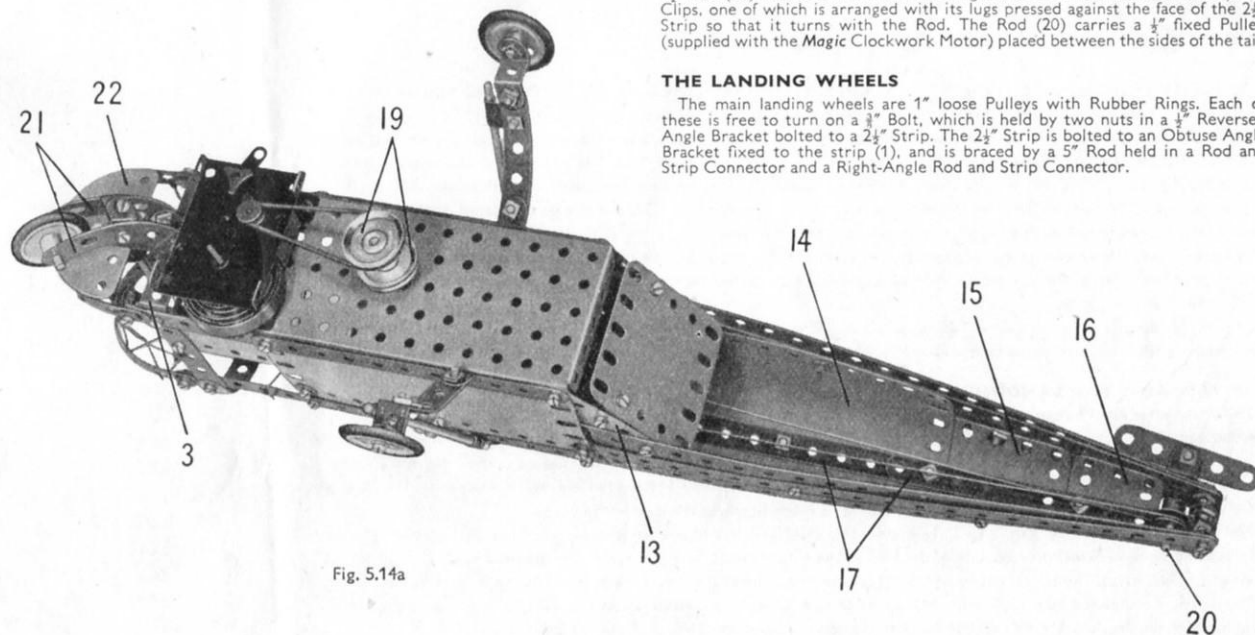 Clips, one of which is arranged with its lugs pressed against the face of the
Strip so that it turns with the Rod. The Rod (20) carries a ½" fixed
(supplied with the Magic Clockwork Motor) placed between the sides of the
THE LANDING WHEELS
The main landing wheels are 1" loose Pulleys with Rubber Rings. Each
these is free to turn on a Bolt, which is held by two nuts in a ½"
Angle Bracket bolted to a 2½" Strip. The 2½" Strip is bolted to an Obtuse
Bracket fixed to the strip (1), and is braced by a 5" Rod held in a Rod
Strip Connector and a Right-Angle Rod and Strip Connector.
22
21
19
14
15
16
3
13
17
20
Fig. 5.14a